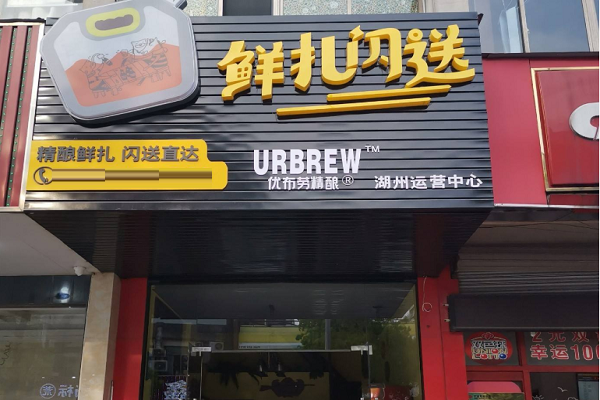 鲜扎闪送
精酿鲜扎 闪送直达
URBREW™
优布劳精酿® 湖州运营中心
幸运100